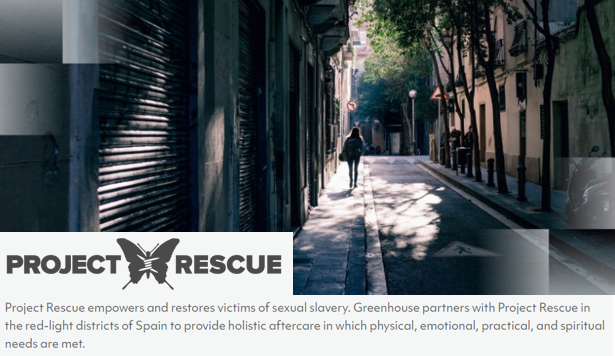 PROJECT RESCUE
Project Rescue empowers and restores victims of sexual slavery. Greenhouse partners with Project Rescue in
the red-light districts of Spain to provide holistic aftercare in which physical, emotional, practical, and spiritual
needs are met.